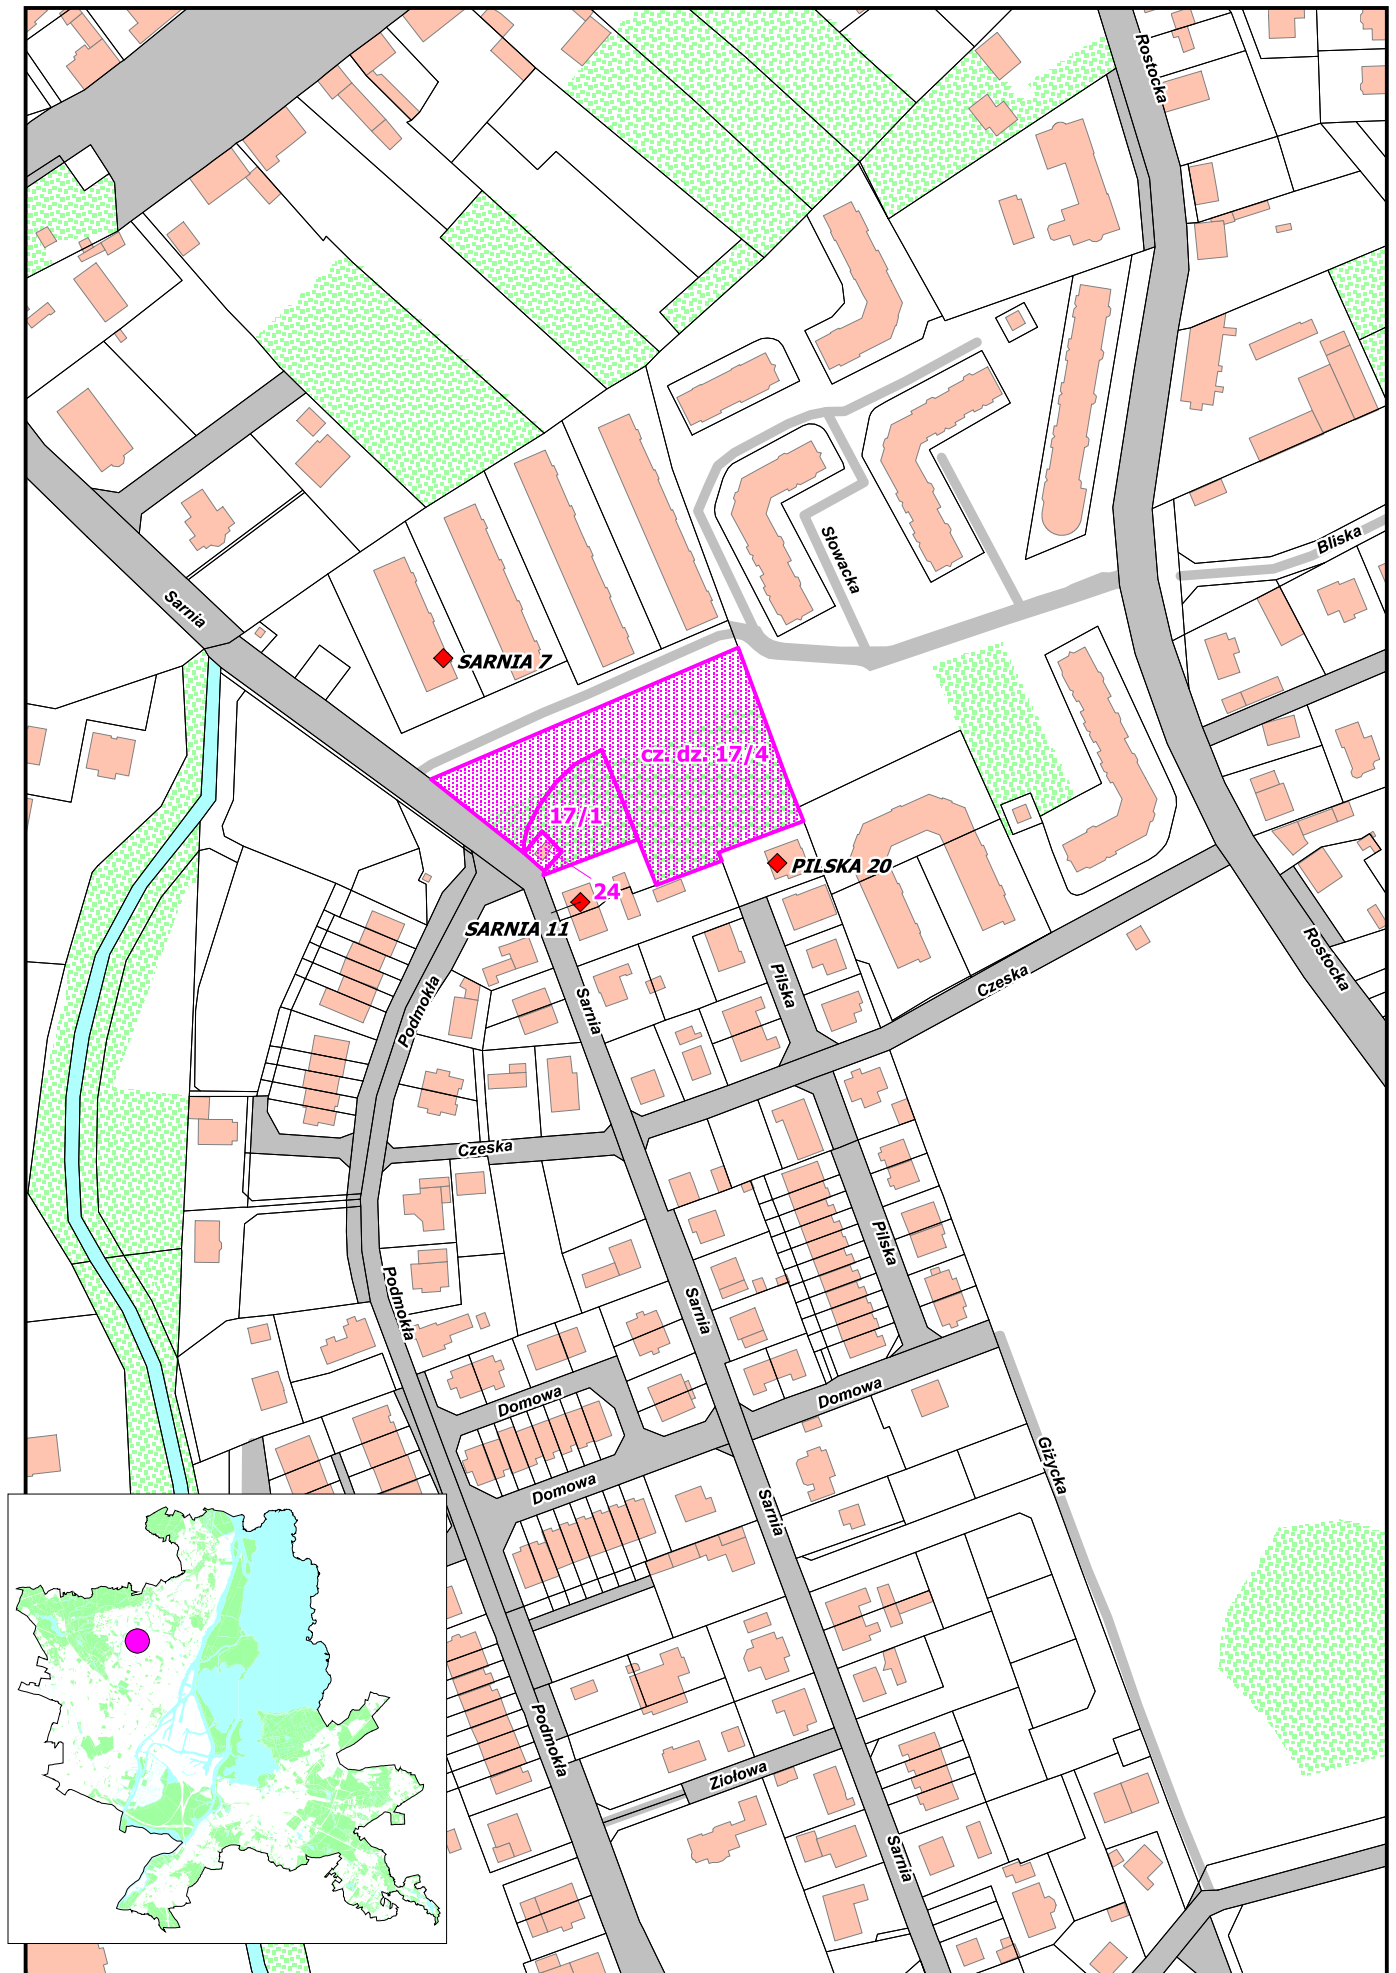 Rostocka
Słowacka
Bliska
Sarnia
SARNIA 7
cz. dz. 17/4
17/1
PILSKA 20
24
SARNIA 11
Rostocka
Czeska
Pilska
Sarnia
Podmokła
Czeska
Pilska
Podmokła
Sarnia
Domowa
Domowa
Giżycka
Domowa
Sarnia
Podmokła
Ziołowa
Sarnia